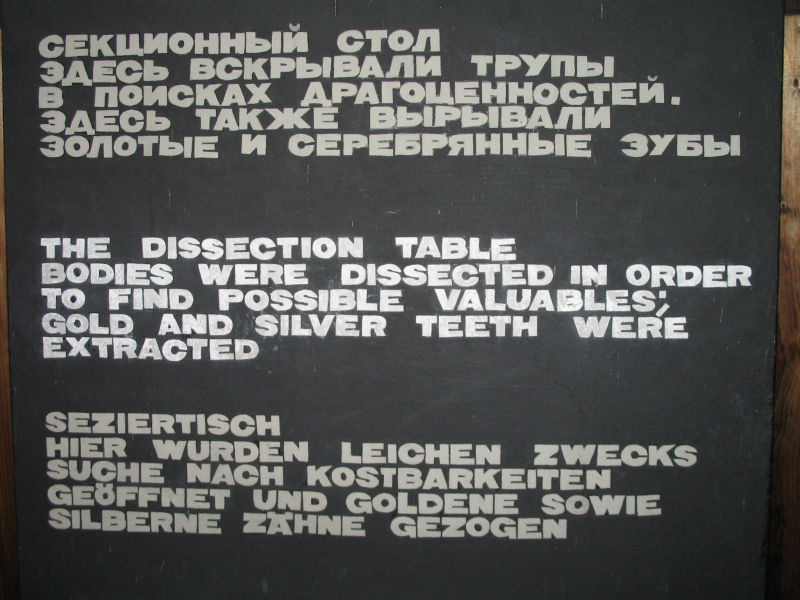 СЕКЦИОННЫЙ СТОЛ
ЗДЕСЬ ВСКРЫВАЛИ ТРУПЫ
В ПОИСКАХ ДРАГОЦЕННОСТЕЙ.
ЗДЕСЬ ТАКЖЕ ВЫРЫВАЛИ
ЗОЛОТЫЕ И СЕРЕБРЯННЫЕ ЗУБЫ
THE DISSECTION TABLE
BODIES WERE DISSECTED IN ORDER
TO FIND POSSIBLE VALUABLES;
GOLD AND SILVER TEETH WERE
EXTRACTED
SEZIERTISCH
HIER WURDEN LEICHEN ZWECKS
SUCHE NACH KOSTBARKEITEN
GEÖFFNET UND GOLDENE SOWIE
SILBERNE ZÄHNE GEZOGEN